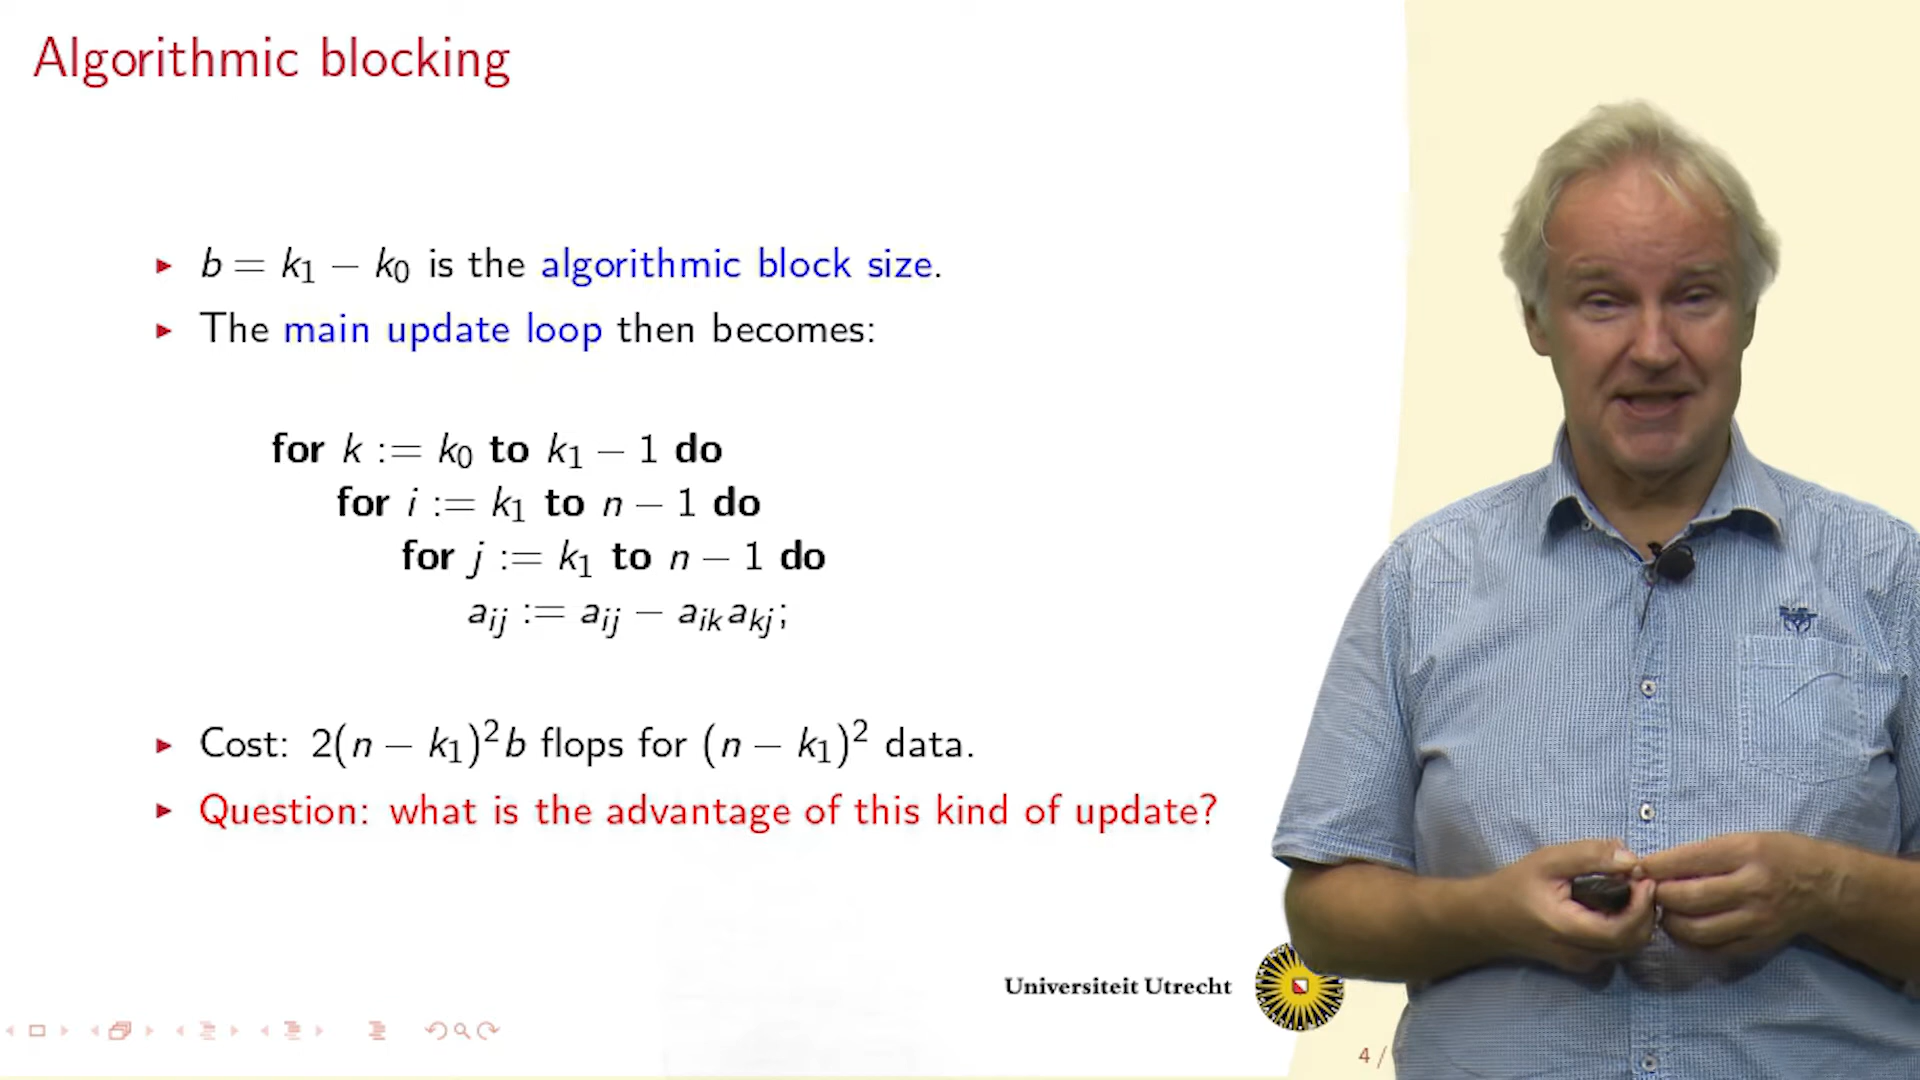 Algorithmic blocking
b = k₁ − k₀ is the algorithmic block size.
The main update loop then becomes:
for k := k₀ to k₁ − 1 do
for i := k₁ to n − 1 do
for j := k₁ to n − 1 do
aᵢⱼ := aᵢⱼ − aᵢₖaₖⱼ;
Cost: 2(n − k₁)²b flops for (n − k₁)² data.
Question: what is the advantage of this kind of update?
Universiteit Utrecht
4 /